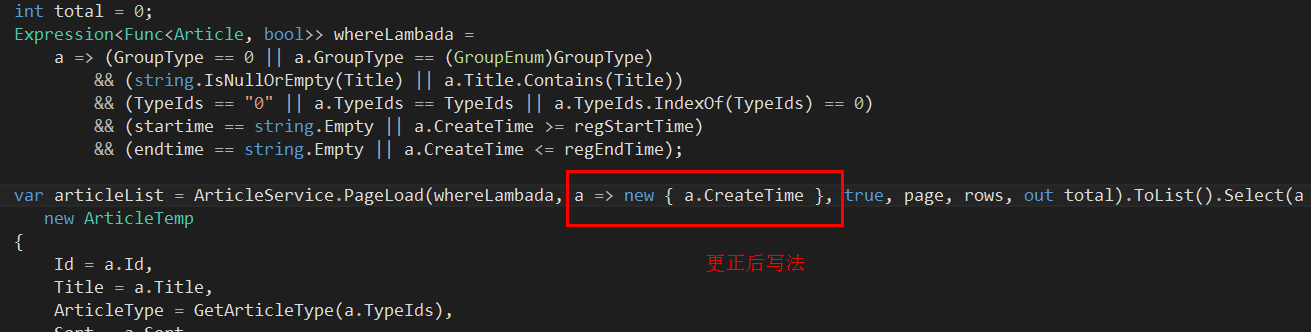 int total = 0;
Expression<Func<Article, bool>> whereLambada =
a => (GroupType == 0 || a.GroupType == (GroupEnum)GroupType)
&& (string.IsNullOrEmpty(Title) || a.Title.Contains(Title))
&& (TypeIds == "0" || a.TypeIds == TypeIds || a.TypeIds.IndexOf(TypeIds) == 0)
&& (startime == string.Empty || a.CreateTime >= regStartTime)
&& (endtime == string.Empty || a.CreateTime <= regEndTime);
var articleList = ArticleService.PageLoad(whereLambada, a => new { a.CreateTime }, true, page, rows, out total).ToList().Select(a
new ArticleTemp
{
更正后写法
Id = a.Id,
Title = a.Title,
ArticleType = GetArticleType(a.TypeIds),